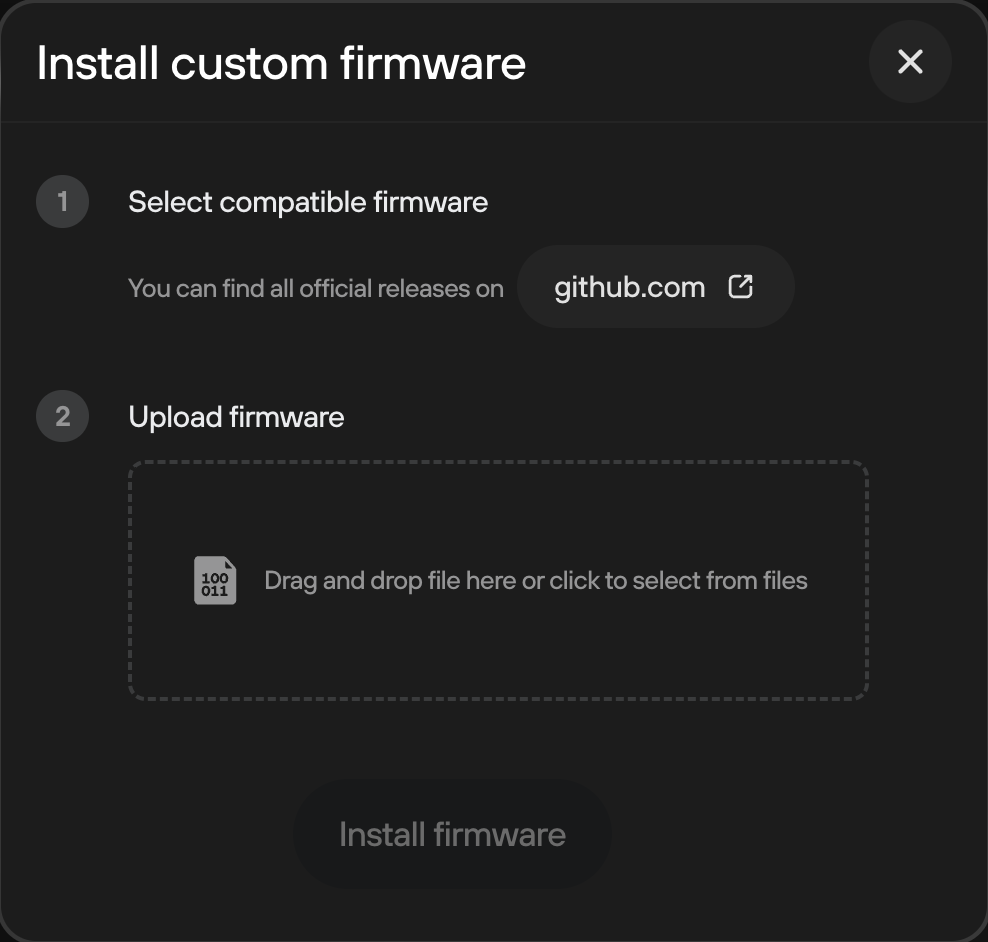 Install custom firmware
1
Select compatible firmware
You can find all official releases on github.com
2
Upload firmware
100
011
Drag and drop file here or click to select from files
Install firmware